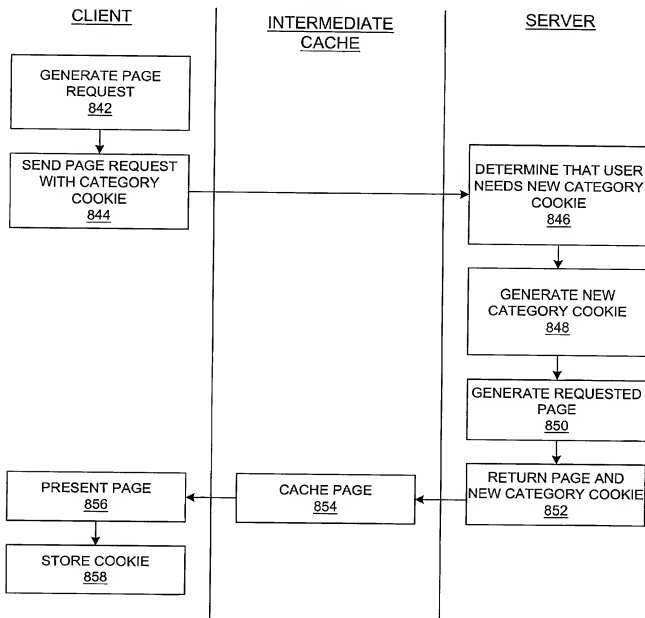 CLIENT
INTERMEDIATE
CACHE
SERVER
GENERATE PAGE
REQUEST
842
SEND PAGE REQUEST
WITH CATEGORY
COOKIE
844
DETERMINE THAT USER
NEEDS NEW CATEGORY
COOKIE
846
GENERATE NEW
CATEGORY COOKIE
848
GENERATE REQUESTED
PAGE
850
RETURN PAGE AND
NEW CATEGORY COOKIE
852
CACHE PAGE
854
PRESENT PAGE
856
STORE COOKIE
858